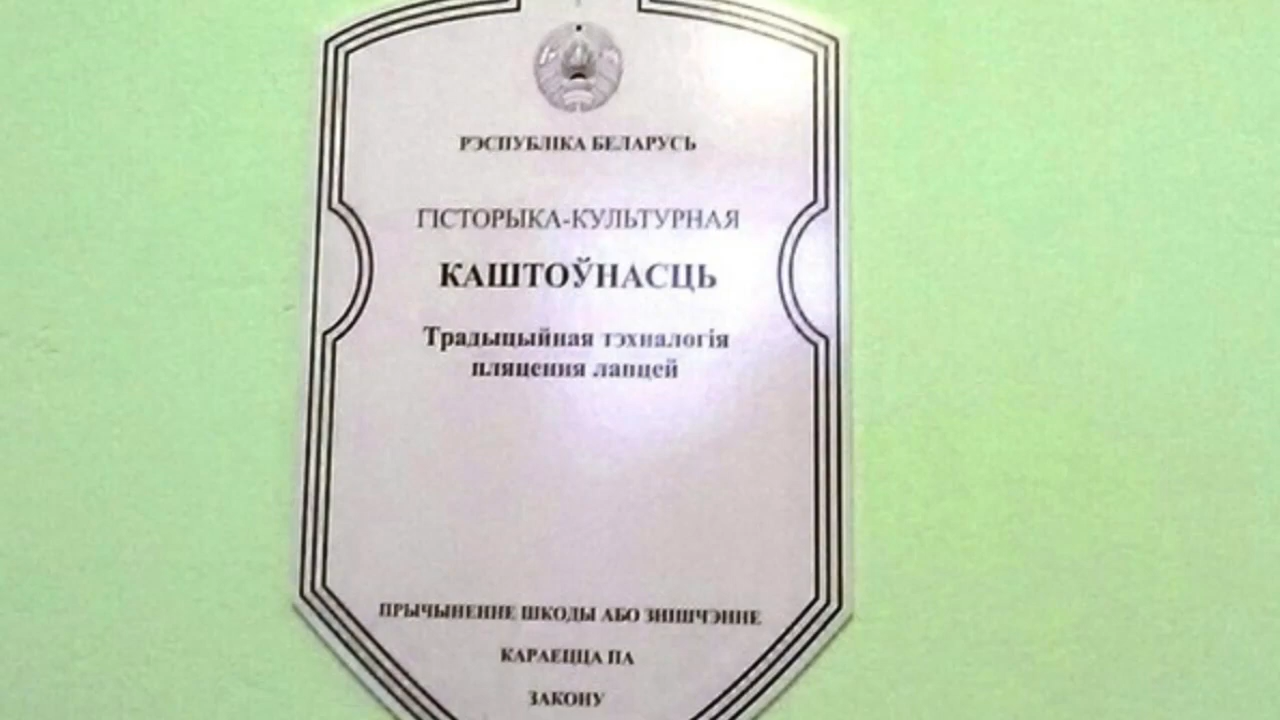 РЭСПУБЛІКА БЕЛАРУСЬ
ГІСТОРЫКА-КУЛЬТУРНАЯ
КАШТОЎНАСЦЬ
Традыцыйная тэхналогія
пляцення лапцей
ПРЫЧЫНЕННЕ ШКОДЫ АБО ЗНІШЧЭННЕ
КАРАЕЦЦА ПА
ЗАКОНУ